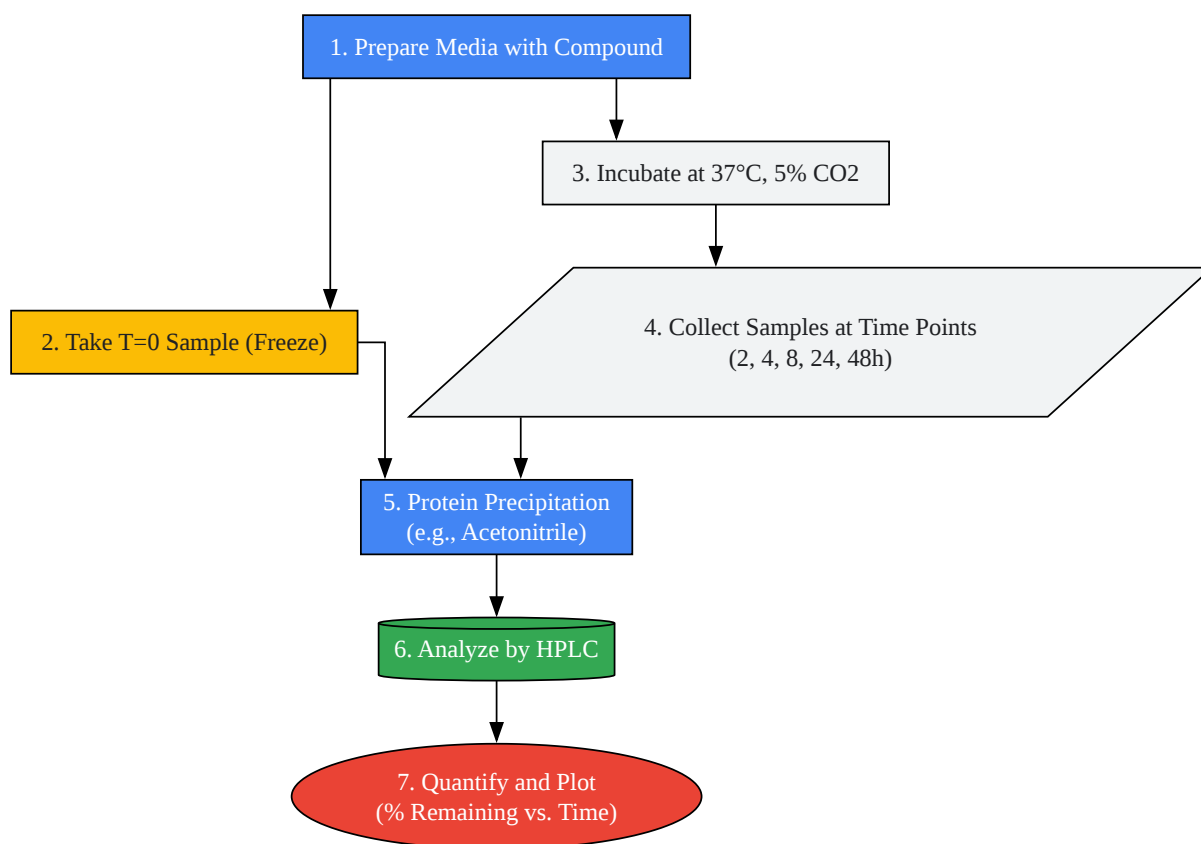 1. Prepare Media with Compound
3. Incubate at 37°C, 5% CO2
2. Take T=0 Sample (Freeze)
4. Collect Samples at Time Points
(2, 4, 8, 24, 48h)
5. Protein Precipitation
(e.g., Acetonitrile)
6. Analyze by HPLC
7. Quantify and Plot
(% Remaining vs. Time)